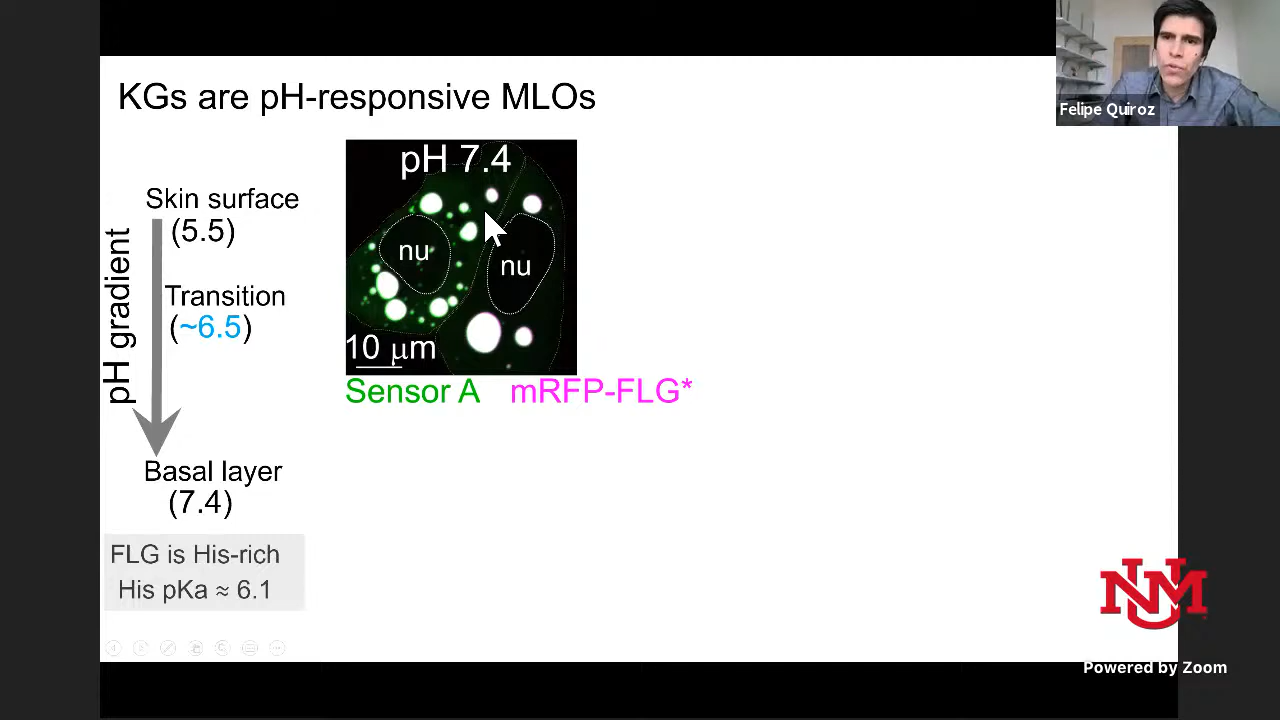 KGs are pH-responsive MLOs
Felipe Quiroz
pH gradient
Skin surface
(5.5)
Transition
(~6.5)
Basal layer
(7.4)
FLG is His-rich
His pKa ≈ 6.1
pH 7.4
nu
nu
10 μm
Sensor A mRFP-FLG*
UNM
Powered by Zoom